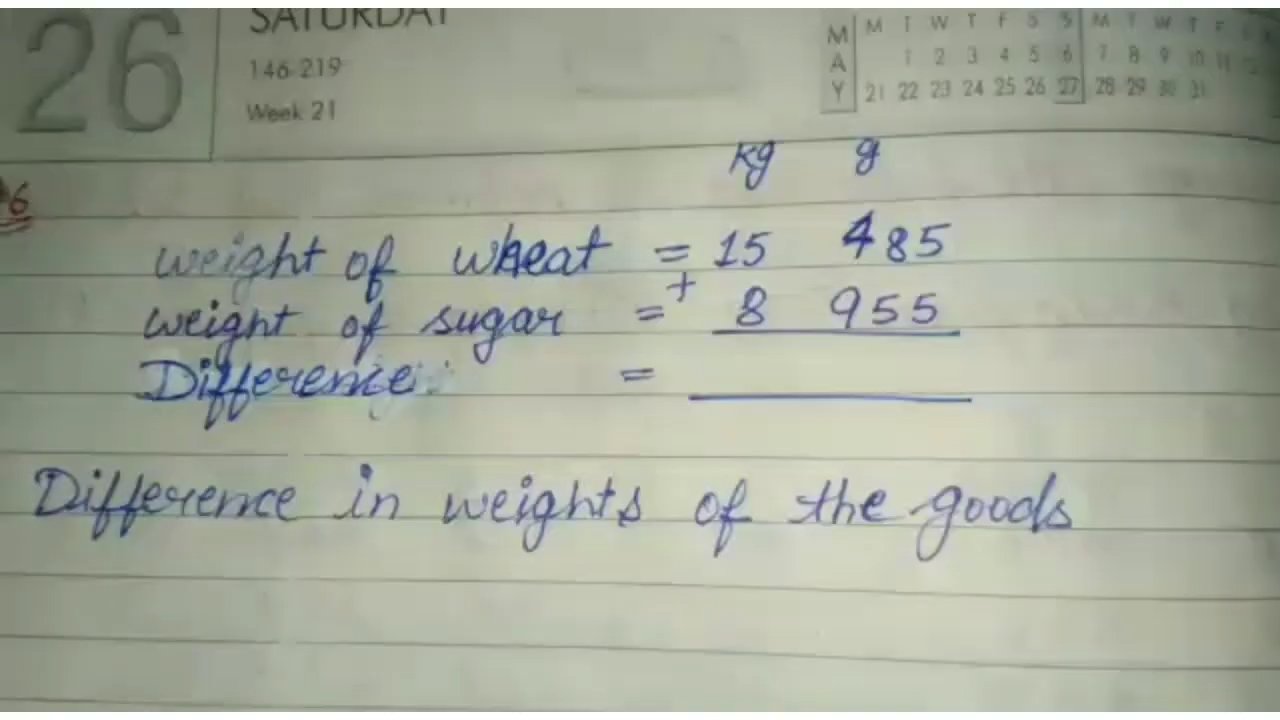 26 SATURDAY
146-219
Week 21
MAY
M T W T F S S M T W T F
1 2 3 4 5 6 7 8 9 10 11
21 22 23 24 25 26 27 28 29 30 31
kg g
6
weight of wheat = 15 485
weight of sugar = + 8 955
Difference =
Difference in weights of the goods